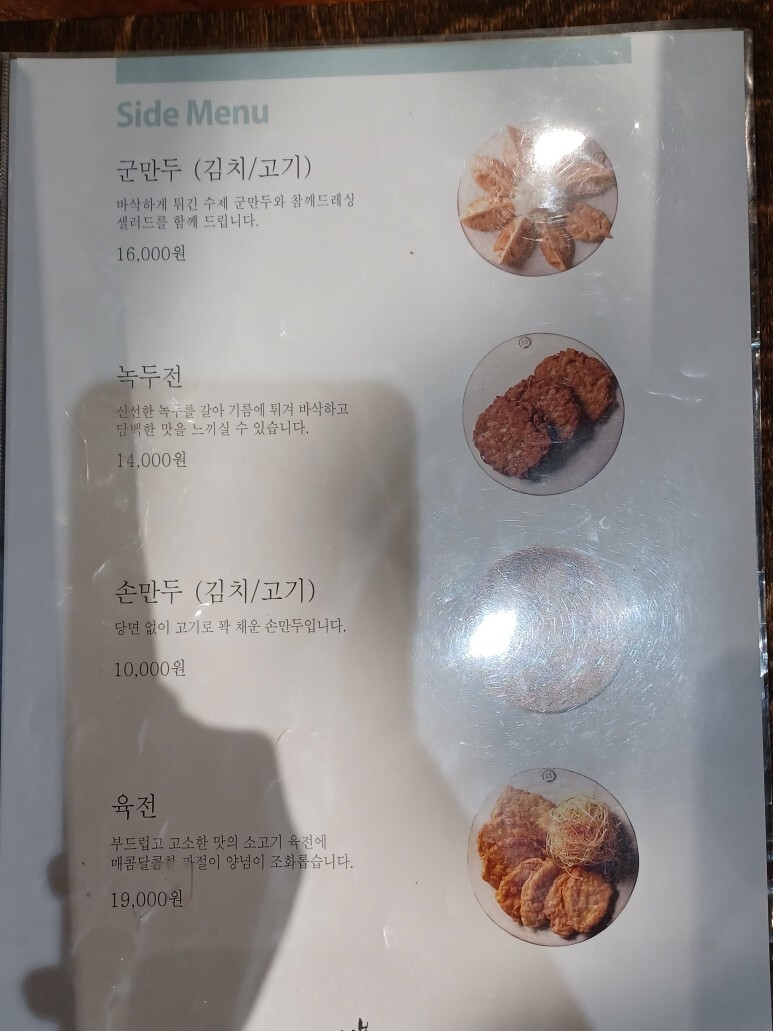 Side Menu
군만두 (김치/고기)
바삭하게 튀긴 수제 군만두와 참깨드레싱
샐러드를 함께 드립니다.
16,000원
녹두전
신선한 녹두를 갈아 기름에 튀겨 바삭하고
담백한 맛을 느끼실 수 있습니다.
14,000원
손만두 (김치/고기)
당면 없이 고기로 꽉 채운 손만두입니다.
10,000원
육전
부드럽고 고소한 맛의 소고기 육전에
매콤달콤한 파절이 양념이 조화롭습니다.
19,000원